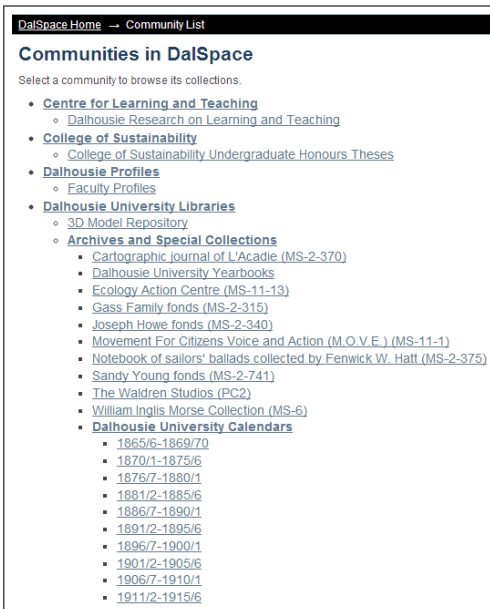 DalSpace Home → Community List
Communities in DalSpace
Select a community to browse its collections.
Centre for Learning and Teaching
Dalhousie Research on Learning and Teaching
College of Sustainability
College of Sustainability Undergraduate Honours Theses
Dalhousie Profiles
Faculty Profiles
Dalhousie University Libraries
3D Model Repository
Archives and Special Collections
Cartographic journal of L'Acadie (MS-2-370)
Dalhousie University Yearbooks
Ecology Action Centre (MS-11-13)
Gass Family fonds (MS-2-315)
Joseph Howe fonds (MS-2-340)
Movement For Citizens Voice and Action (M.O.V.E.) (MS-11-1)
Notebook of sailors' ballads collected by Fenwick W. Hatt (MS-2-375)
Sandy Young fonds (MS-2-741)
The Waldren Studios (PC2)
William Inglis Morse Collection (MS-6)
Dalhousie University Calendars
1865/6-1869/70
1870/1-1875/6
1876/7-1880/1
1881/2-1885/6
1886/7-1890/1
1891/2-1895/6
1896/7-1900/1
1901/2-1905/6
1906/7-1910/1
1911/2-1915/6